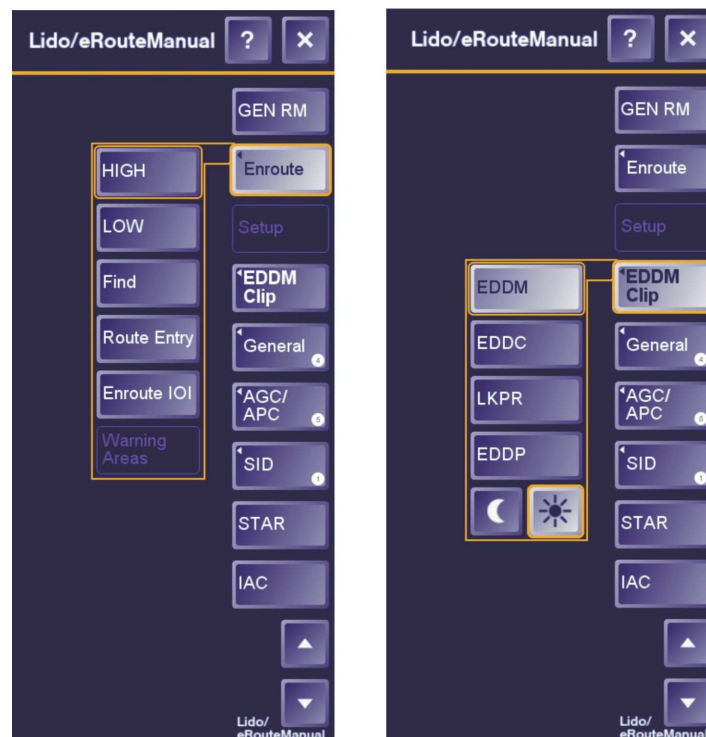 Lido/eRouteManual ? ×
GEN RM
HIGH
Enroute
LOW
Setup
Find
EDDM
Clip
Route Entry
General 4
Enroute IOI
AGC/
APC 5
Warning
Areas
SID 1
STAR
IAC
Lido/
eRouteManual
Lido/eRouteManual ? ×
GEN RM
Enroute
Setup
EDDM
EDDM
Clip
EDDC
General 4
LKPR
AGC/
APC 5
EDDP
SID 1
STAR
IAC
Lido/
eRouteManual